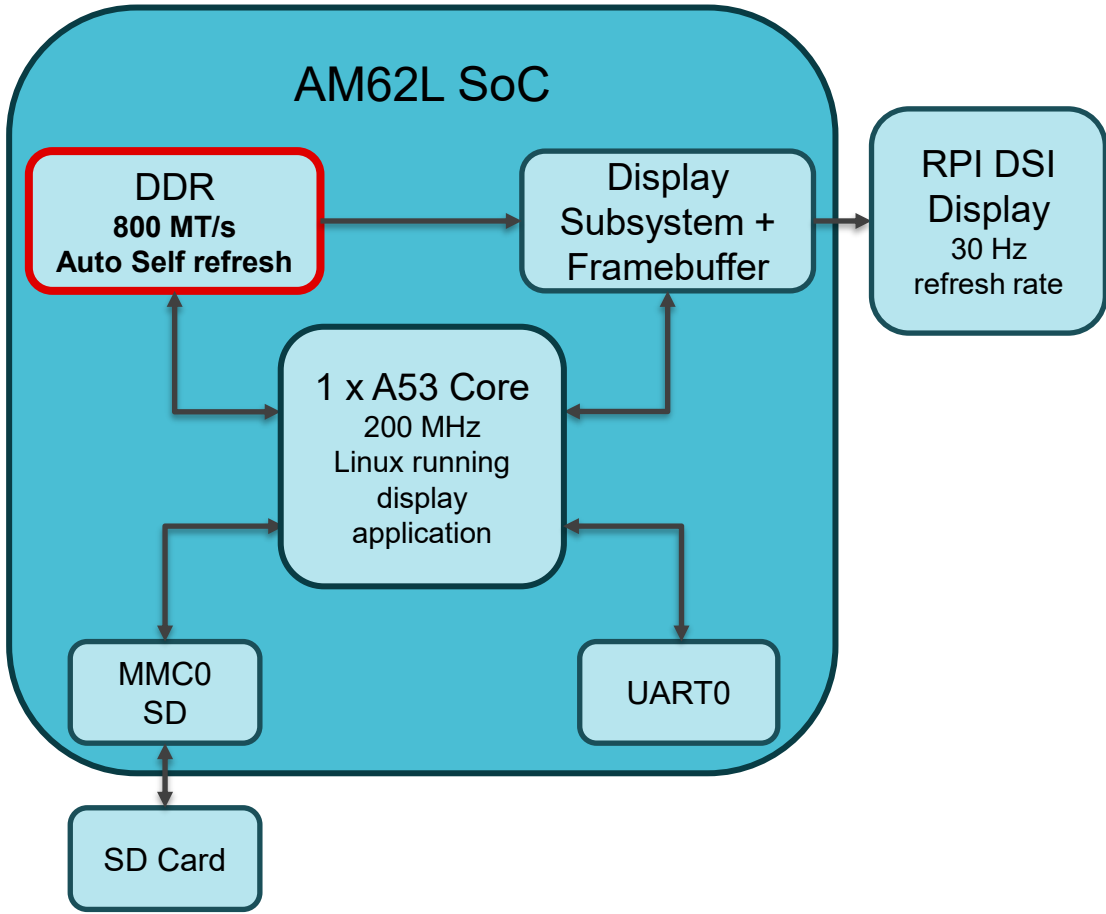 AM62L SoC
DDR
800 MT/s
Auto Self refresh
Display
Subsystem +
Framebuffer
RPI DSI
Display
30 Hz
refresh rate
1 x A53 Core
200 MHz
Linux running
display
application
MMC0
SD
UART0
SD Card